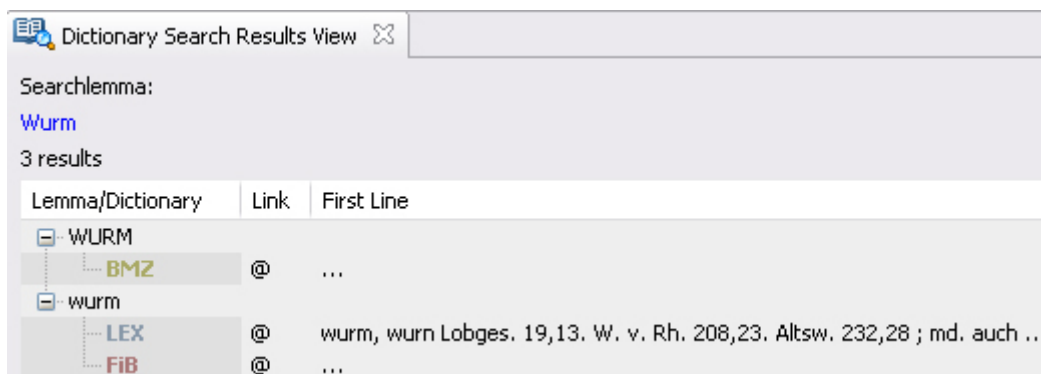 Dictionary Search Results View
Searchlemma:
Wurm
3 results
Lemma/Dictionary Link First Line
WURM
BMZ @ ...
wurm
LEX @ wurm, wurn Lobges. 19,13. W. v. Rh. 208,23. Altsw. 232,28 ; md. auch ..
FiB @ ...